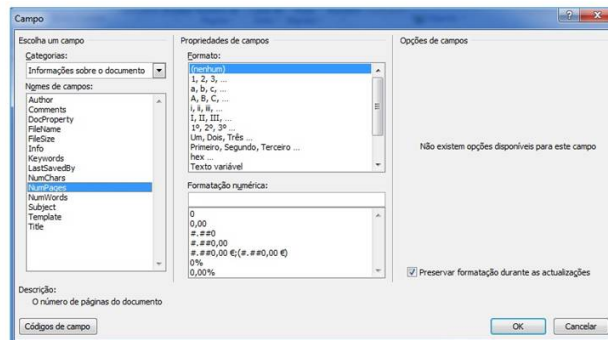 Campo
Escolha um campo
Categorias:
Informações sobre o documento
Nomes de campos:
Author
Comments
DocProperty
FileName
FileSize
Info
Keywords
LastSavedBy
NumChars
NumPages
NumWords
Subject
Template
Title
Propriedades de campos
Formato:
(nenhum)
1, 2, 3, ...
a, b, c, ...
A, B, C, ...
i, ii, iii, ...
I, II, III, ...
1º, 2º, 3º ...
Um, Dois, Três ...
Primeiro, Segundo, Terceiro ...
hex ...
Texto variável
Formatação numérica:
0
0,00
#.##0
#.##0,00
#.##0,00 €;(#.##0,00 €)
0%
0,00%
Opções de campos
Não existem opções disponíveis para este campo
Preservar formatação durante as actualizações
Descrição:
O número de páginas do documento
Códigos de campo
OK
Cancelar